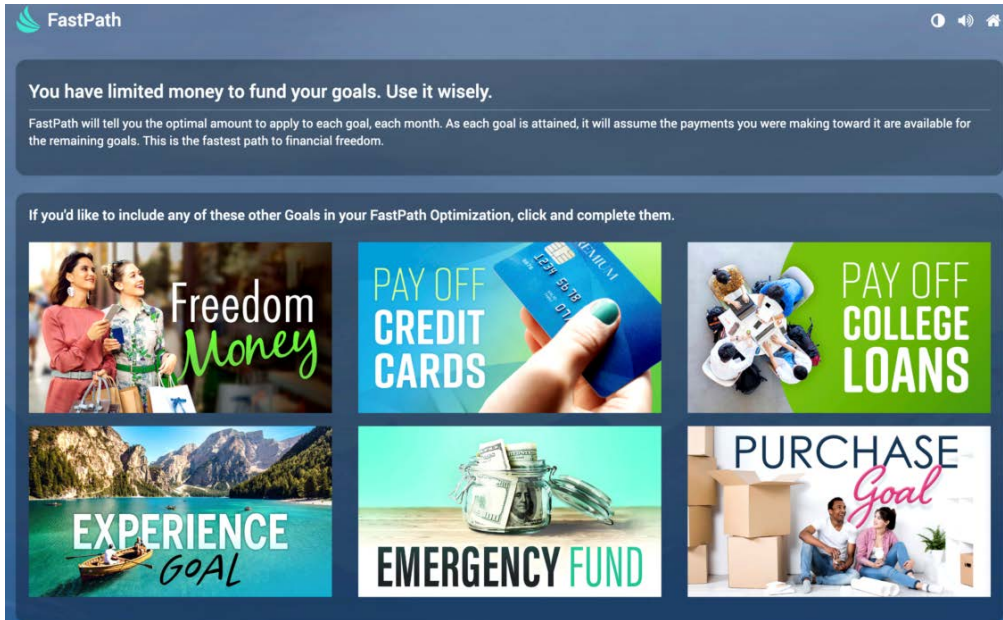 FastPath
You have limited money to fund your goals. Use it wisely.
FastPath will tell you the optimal amount to apply to each goal, each month. As each goal is attained, it will assume the payments you were making toward it are available for
the remaining goals. This is the fastest path to financial freedom.
If you'd like to include any of these other Goals in your FastPath Optimization, click and complete them.
Freedom
Money
PAY OFF
CREDIT
CARDS
PREMIUM
1234 5678
PAY OFF
COLLEGE
LOANS
EXPERIENCE
GOAL
EMERGENCY FUND
PURCHASE
Goal